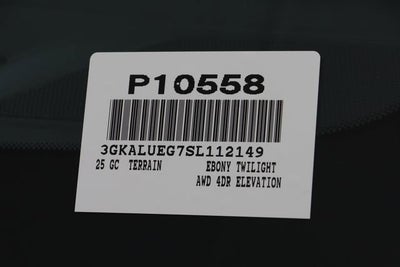 P10558
3GKALUEG7SL112149
25 GC TERRAIN EBONY TWILIGHT
AWD 4DR ELEVATION